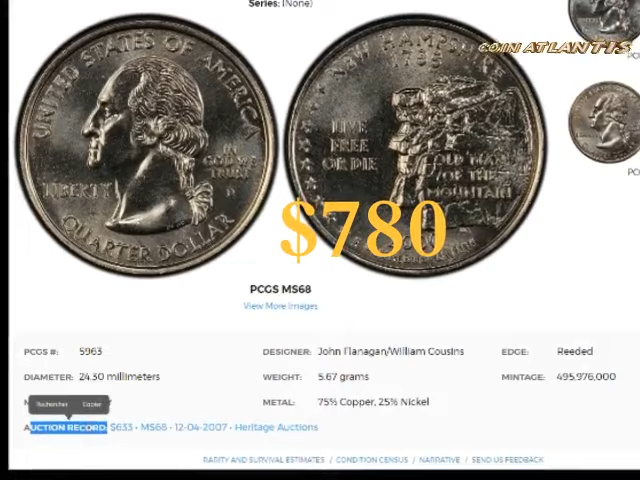 Series: (None)
COIN ATLANTIS
UNITED STATES OF AMERICA
LIBERTY
IN
GOD WE
TRUST
D
QUARTER DOLLAR
NEW HAMPSHIRE
1788
LIVE
FREE
OR DIE
OLD MAN
OF THE
MOUNTAIN
$780
PCGS MS68
View More Images
PCGS #: 5963
DESIGNER: John Flanagan/William Cousins
EDGE: Reeded
DIAMETER: 24.30 millimeters
WEIGHT: 5.67 grams
MINTAGE: 495,976,000
Rechercher Copier
METAL: 75% Copper, 25% Nickel
AUCTION RECORD: $633 • MS68 • 12-04-2007 • Heritage Auctions
RARITY AND SURVIVAL ESTIMATES / CONDITION CENSUS / NARRATIVE / SEND US FEEDBACK